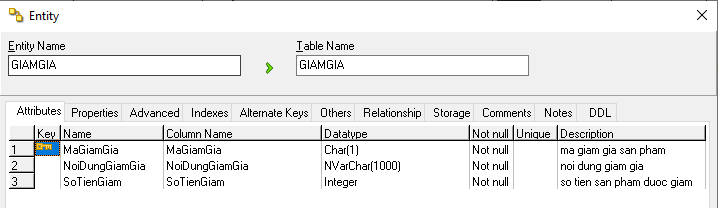 Entity
Entity Name
Table Name
GIAMGIA
GIAMGIA
Attributes Properties Advanced Indexes Alternate Keys Others Relationship Storage Comments Notes DDL
Key Name Column Name Datatype Not null Unique Description
1 MaGiamGia MaGiamGia Char(1) Not null ma giam gia san pham
2 NoiDungGiamGia NoiDungGiamGia NVarChar(1000) Not null noi dung giam gia
3 SoTienGiam SoTienGiam Integer Not null so tien san pham duoc giam